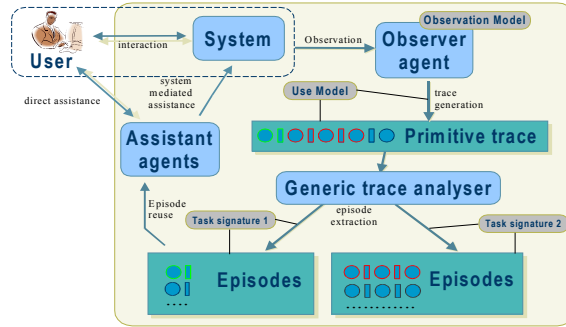 Observation Model
System
Observation
Observer
agent
interaction
User
system
mediated
assistance
direct assistance
Use Model
trace
generation
Assistant
agents
Primitive trace
Generic trace analyser
Episode
reuse
Task signature 1
episode
extraction
Task signature 2
Episodes
Episodes